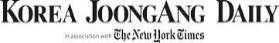 KOREA JOONGANG DAILY
in association with The New York Times